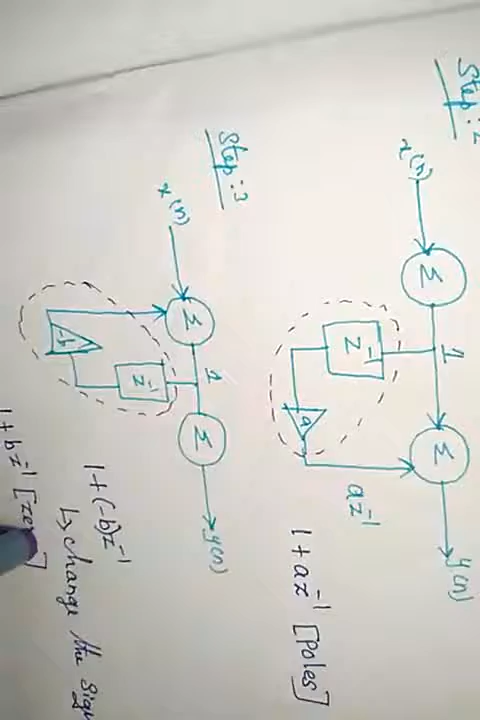 Step:2
x(n)
Σ
1
Σ
y(n)
z⁻¹
a
az⁻¹
1 + az⁻¹ [Poles]
Step:3
x(n)
Σ
1
Σ
y(n)
z⁻¹
-b
1 + (-b)z⁻¹
↳ change the sign
1 + bz⁻¹